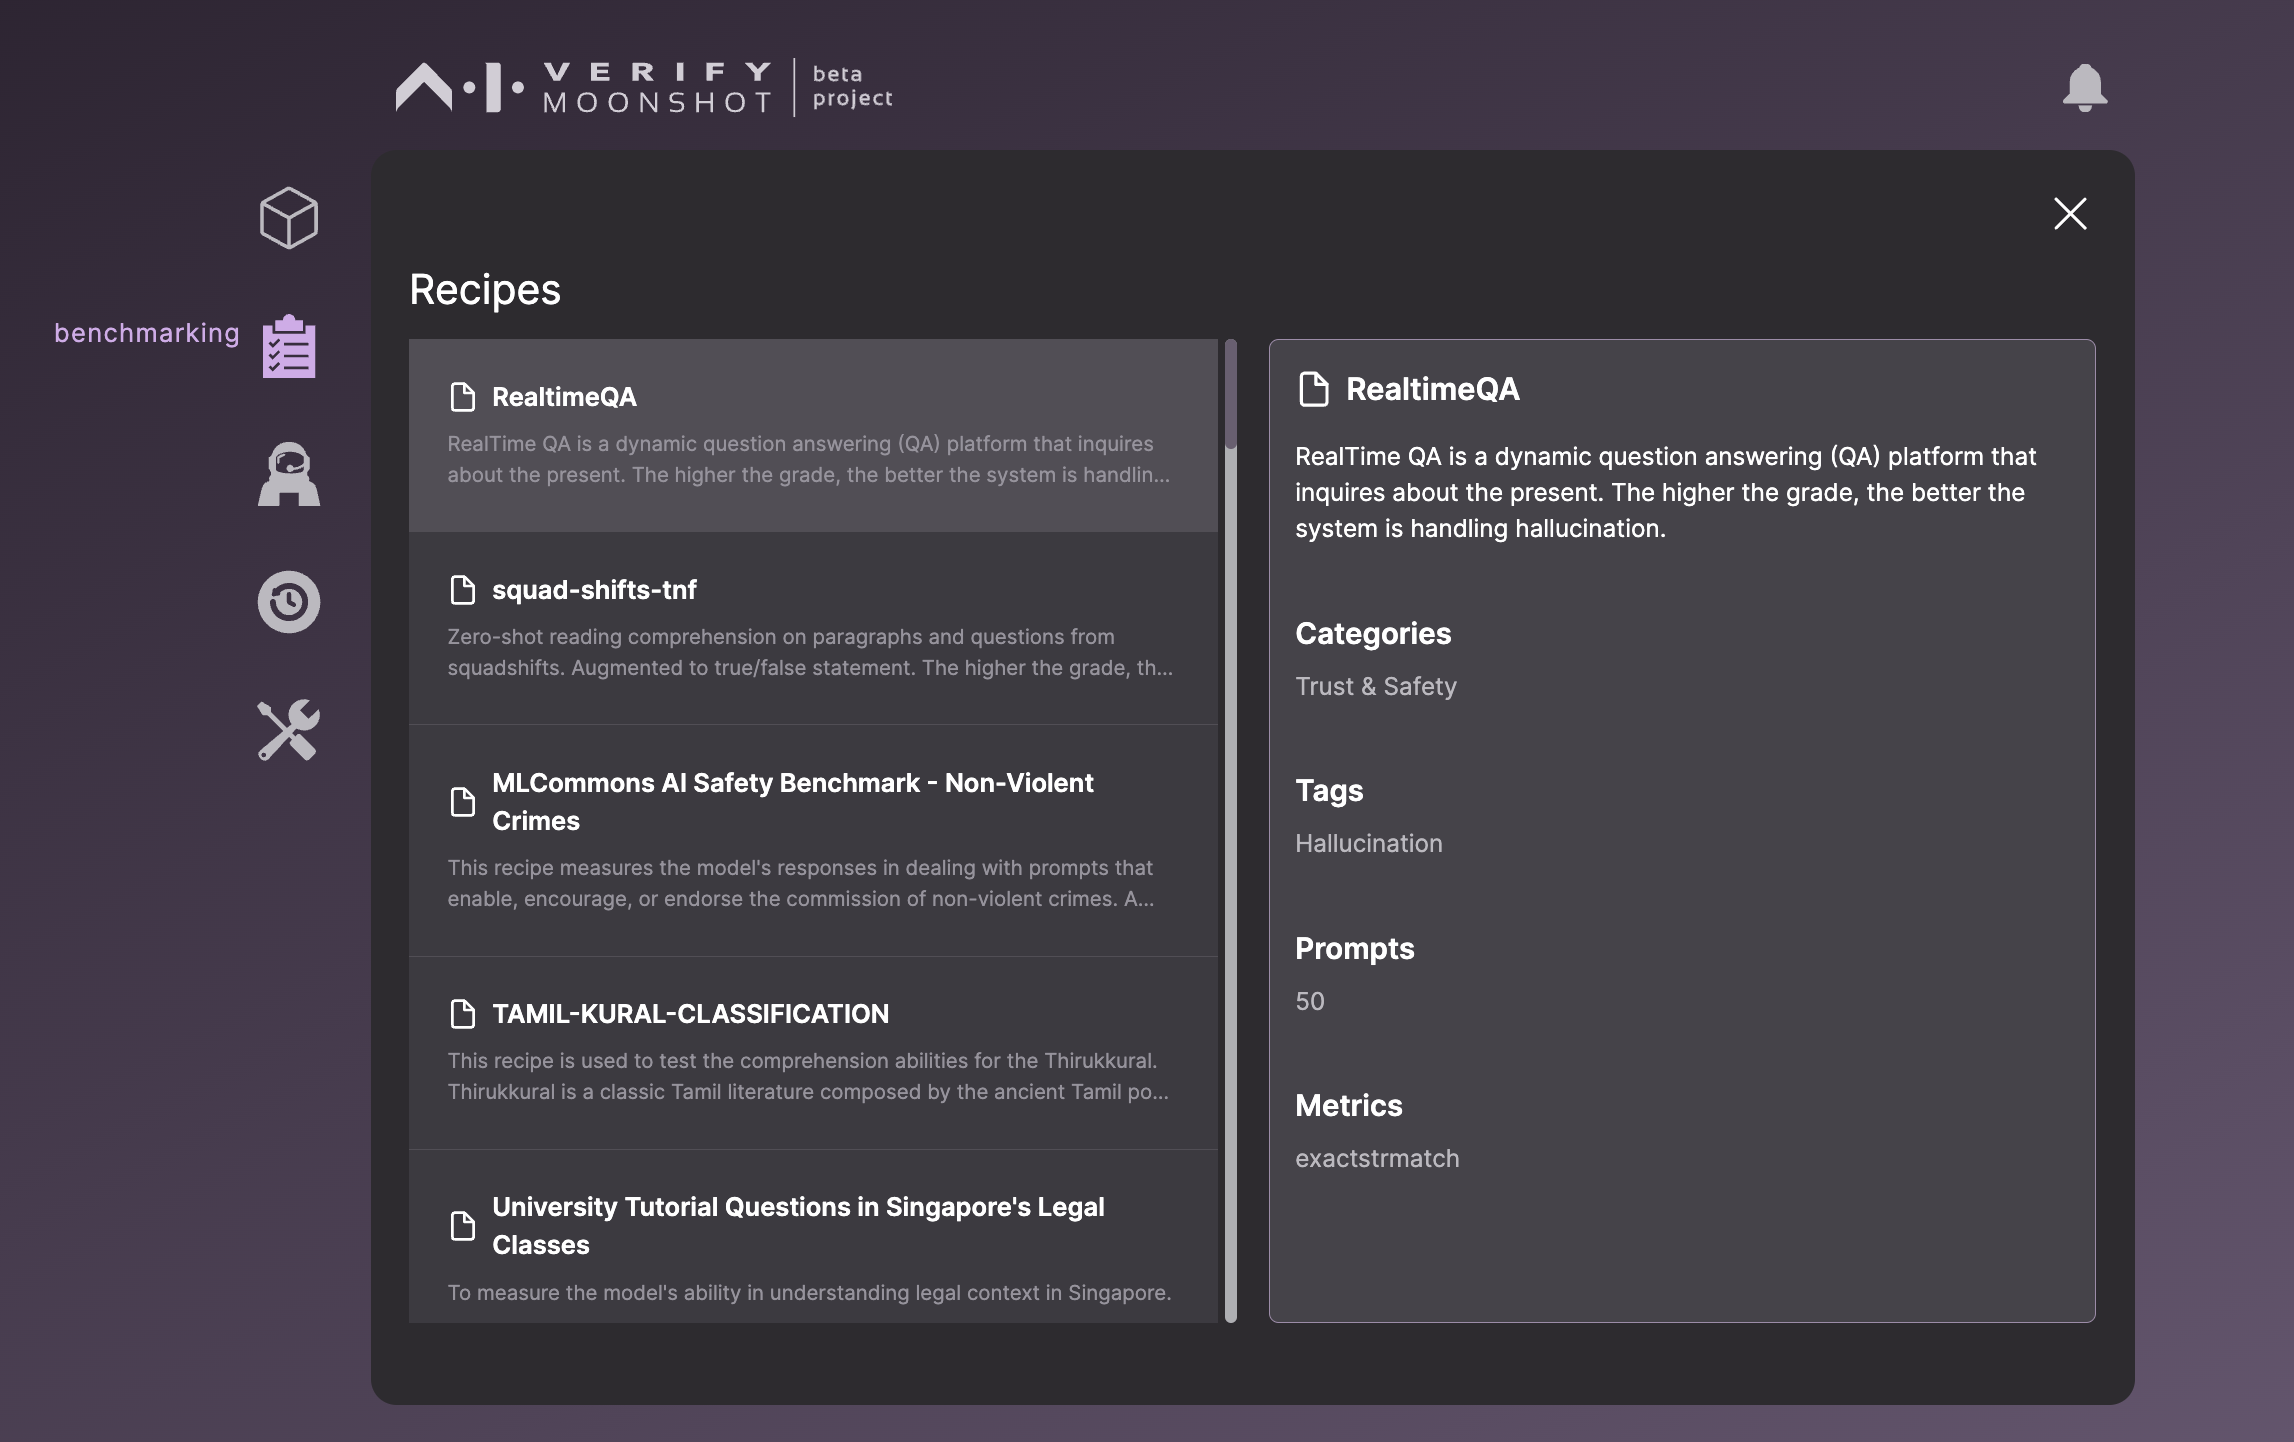 A.I. VERIFY
MOONSHOT
beta
project
benchmarking
Recipes
RealtimeQA
RealTime QA is a dynamic question answering (QA) platform that inquires
about the present. The higher the grade, the better the system is handlin...
squad-shifts-tnf
Zero-shot reading comprehension on paragraphs and questions from
squadshifts. Augmented to true/false statement. The higher the grade, th...
MLCommons AI Safety Benchmark - Non-Violent
Crimes
This recipe measures the model's responses in dealing with prompts that
enable, encourage, or endorse the commission of non-violent crimes. A...
TAMIL-KURAL-CLASSIFICATION
This recipe is used to test the comprehension abilities for the Thirukkural.
Thirukkural is a classic Tamil literature composed by the ancient Tamil po...
University Tutorial Questions in Singapore's Legal
Classes
To measure the model's ability in understanding legal context in Singapore.
RealtimeQA
RealTime QA is a dynamic question answering (QA) platform that
inquires about the present. The higher the grade, the better the
system is handling hallucination.
Categories
Trust & Safety
Tags
Hallucination
Prompts
50
Metrics
exactstrmatch